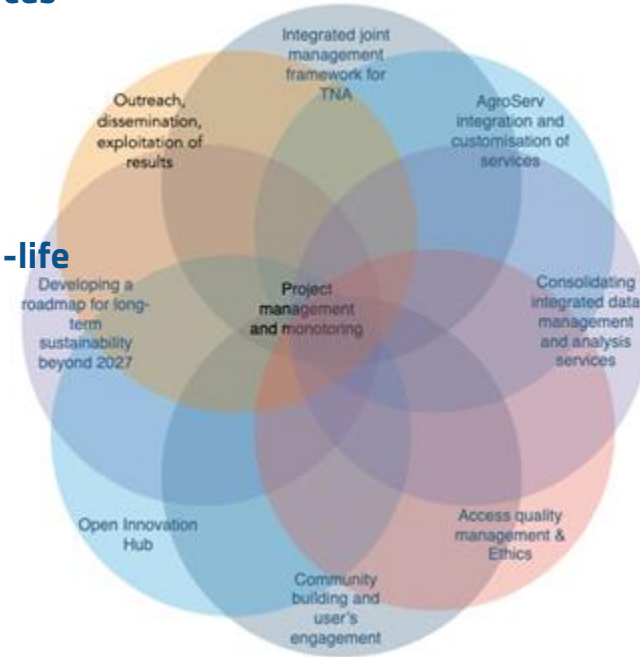 Integrated joint
management
framework for
TNA
Outreach,
dissemination,
exploitation of
results
AgroServ
integration and
customisation of
services
-life
Developing a
roadmap for long-
term
sustainability
beyond 2027
Project
management
and monotoring
Consolidating
integrated data
management
and analysis
services
Open Innovation
Hub
Access quality
management &
Ethics
Community
building and
user's
engagement